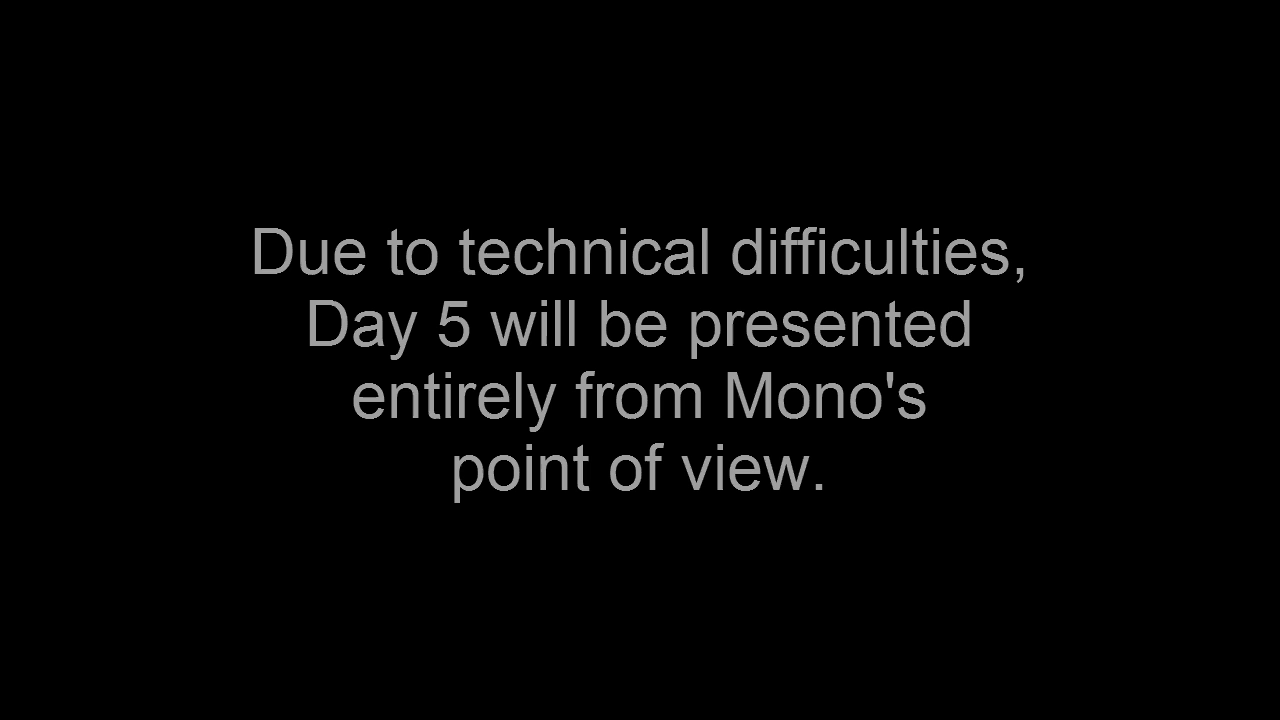 Due to technical difficulties,
Day 5 will be presented
entirely from Mono's
point of view.